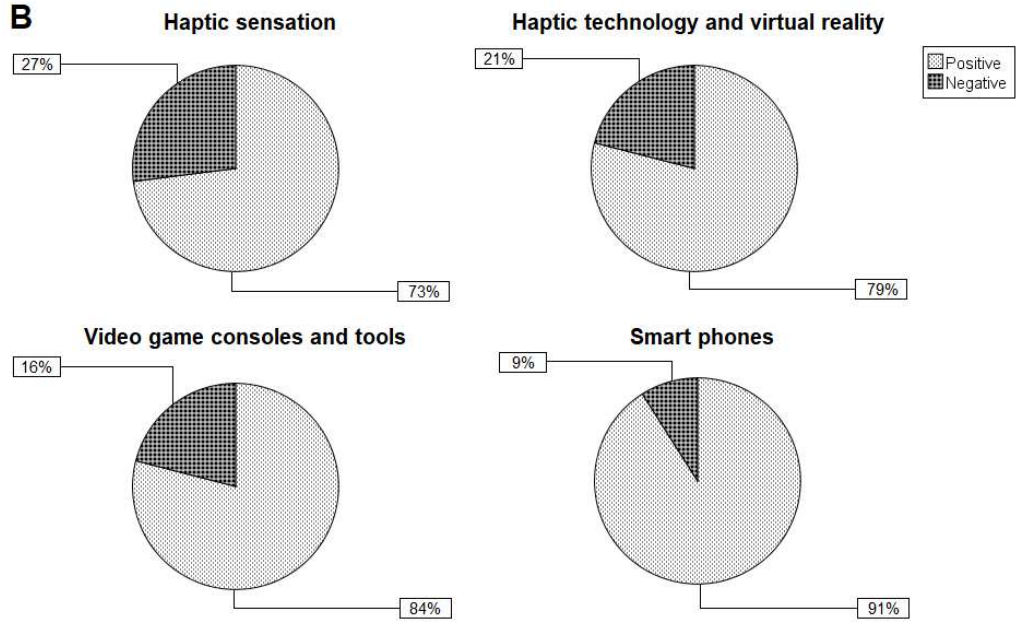 B
Haptic sensation
27%
73%
Haptic technology and virtual reality
21%
79%
Positive
Negative
Video game consoles and tools
16%
84%
Smart phones
9%
91%